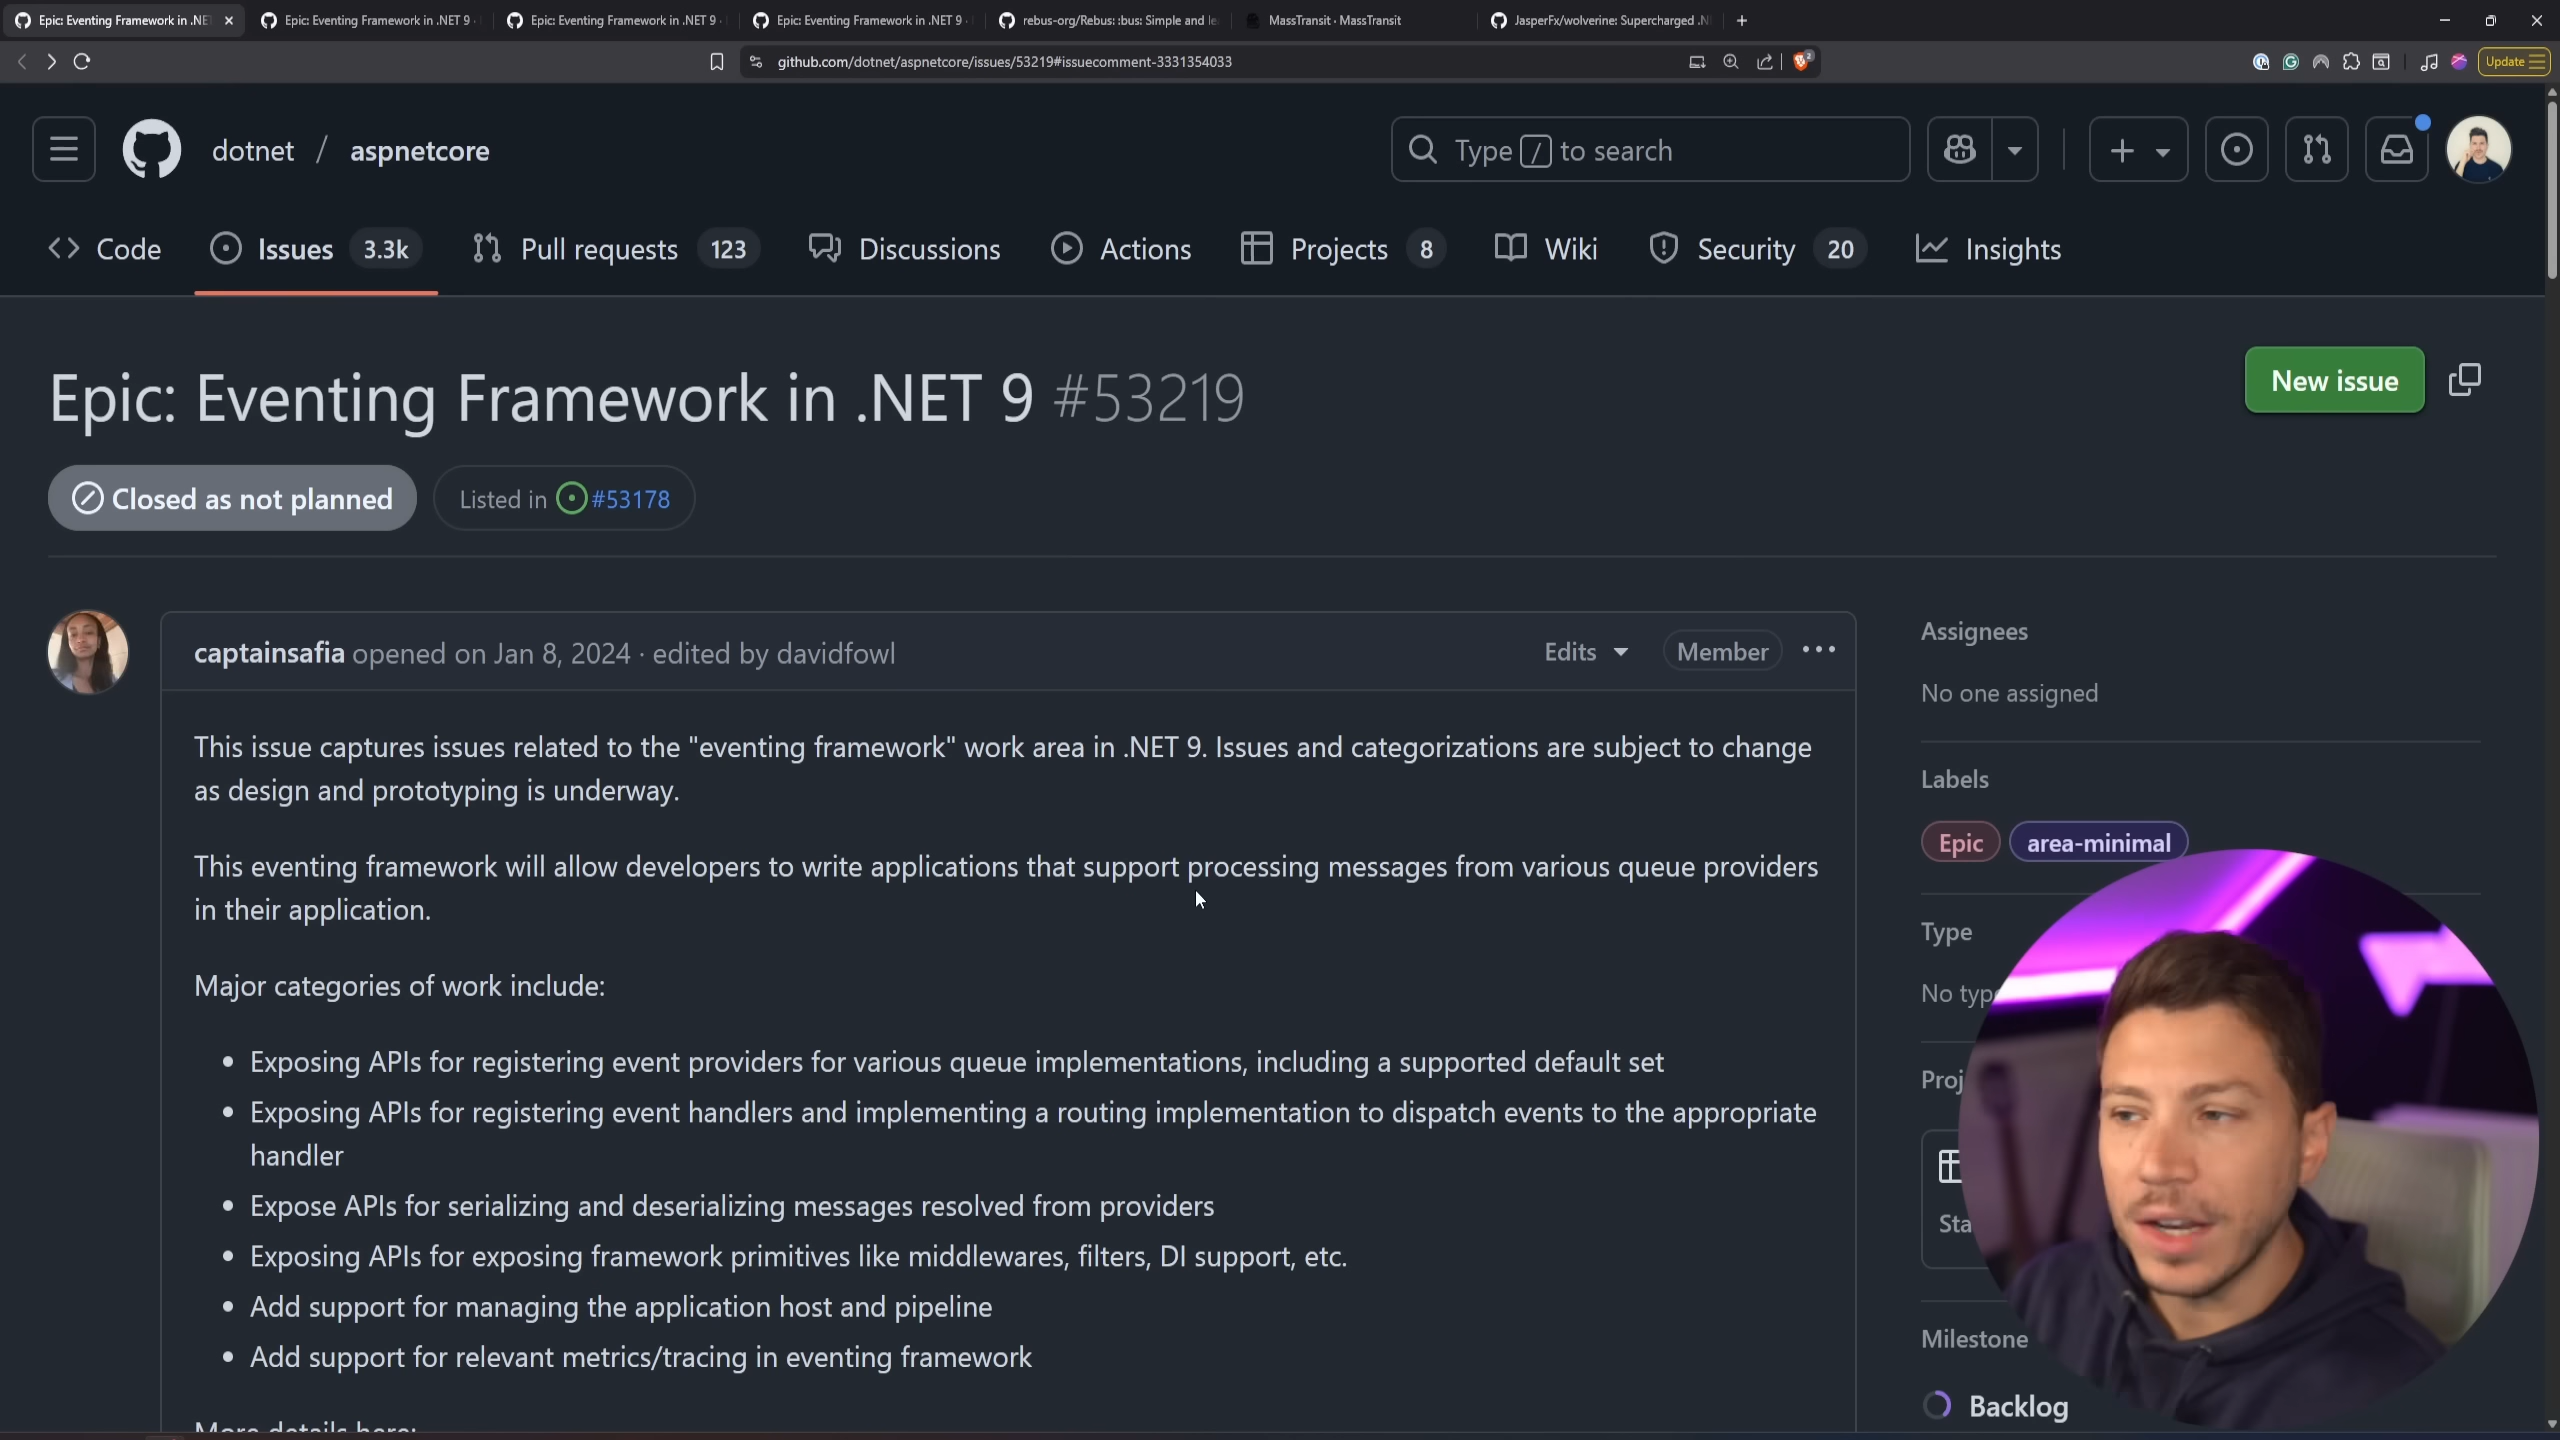 Epic: Eventing Framework in .NE
Epic: Eventing Framework in .NET 9 ·
Epic: Eventing Framework in .NET 9 ·
Epic: Eventing Framework in .NET 9 ·
rebus-org/Rebus: :bus: Simple and le
MassTransit · MassTransit
JasperFx/wolverine: Supercharged .N
github.com/dotnet/aspnetcore/issues/53219#issuecomment-3331354033
2
Update
dotnet / aspnetcore
Type / to search
Code
Issues 3.3k
Pull requests 123
Discussions
Actions
Projects 8
Wiki
Security 20
Insights
Epic: Eventing Framework in .NET 9 #53219
New issue
Closed as not planned
Listed in #53178
captainsafia opened on Jan 8, 2024 · edited by davidfowl
Edits
Member
This issue captures issues related to the "eventing framework" work area in .NET 9. Issues and categorizations are subject to change
as design and prototyping is underway.
This eventing framework will allow developers to write applications that support processing messages from various queue providers
in their application.
Major categories of work include:
• Exposing APIs for registering event providers for various queue implementations, including a supported default set
• Exposing APIs for registering event handlers and implementing a routing implementation to dispatch events to the appropriate
handler
• Expose APIs for serializing and deserializing messages resolved from providers
• Exposing APIs for exposing framework primitives like middlewares, filters, DI support, etc.
• Add support for managing the application host and pipeline
• Add support for relevant metrics/tracing in eventing framework
More details here:
Assignees
No one assigned
Labels
Epic
area-minimal
Type
No type
Proj
Sta
Milestone
Backlog